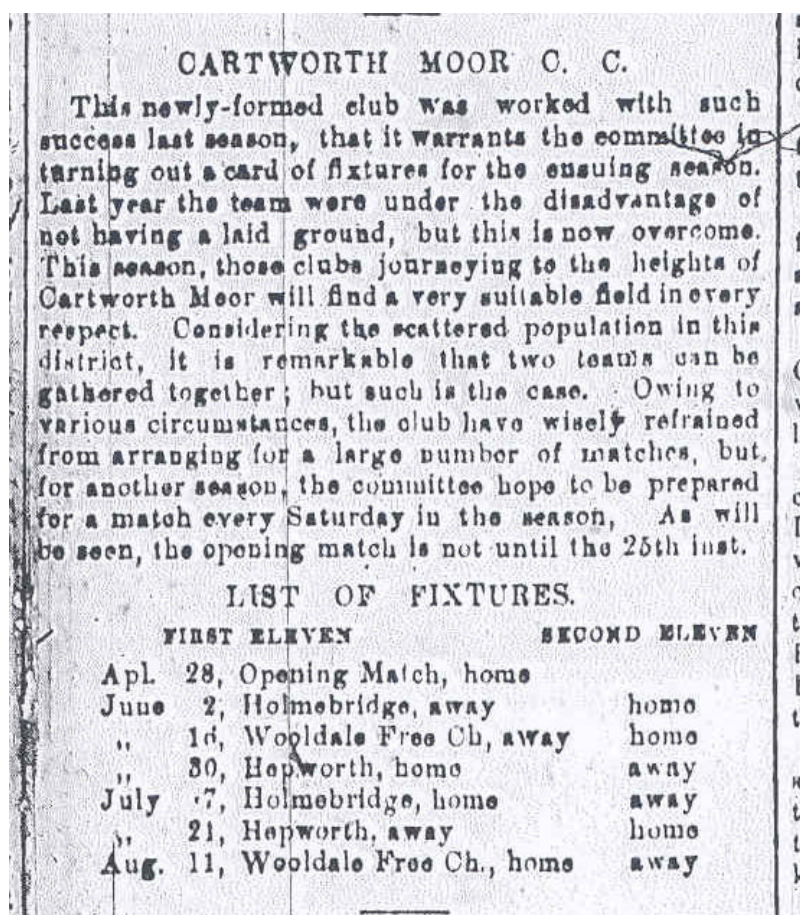 CARTWORTH MOOR C. C.
This newly-formed club was worked with such
success last season, that it warrants the committee in
turning out a card of fixtures for the ensuing season.
Last year the team were under the disadvantage of
not having a laid ground, but this is now overcome.
This season, those clubs journeying to the heights of
Cartworth Moor will find a very suitable field in every
respect. Considering the scattered population in this
district, it is remarkable that two teams can be
gathered together; but such is the case. Owing to
various circumstances, the club have wisely refrained
from arranging for a large number of matches, but,
for another season, the committee hope to be prepared
for a match every Saturday in the season, As will
be seen, the opening match is not until the 25th inst.
LIST OF FIXTURES.
FIRST ELEVEN SECOND ELEVEN
Apl. 28, Opening Match, home
June 2, Holmebridge, away home
,, 16, Wooldale Free Ch, away home
,, 30, Hepworth, home away
July 7, Holmebridge, home away
,, 21, Hepworth, away home
Aug. 11, Wooldale Free Ch., home away